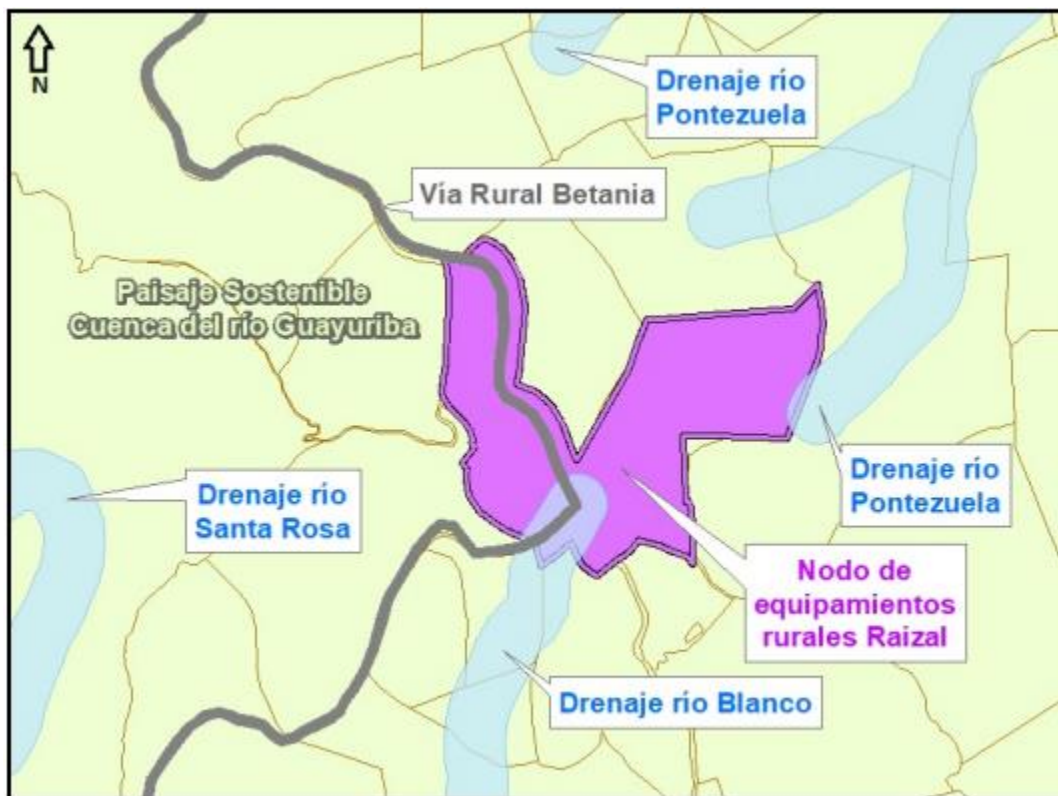 N
Drenaje río
Pontezuela
Vía Rural Betania
Paisaje Sostenible
Cuenca del río Guayuriba
Drenaje río
Santa Rosa
Drenaje río
Pontezuela
Nodo de
equipamientos
rurales Raizal
Drenaje río Blanco